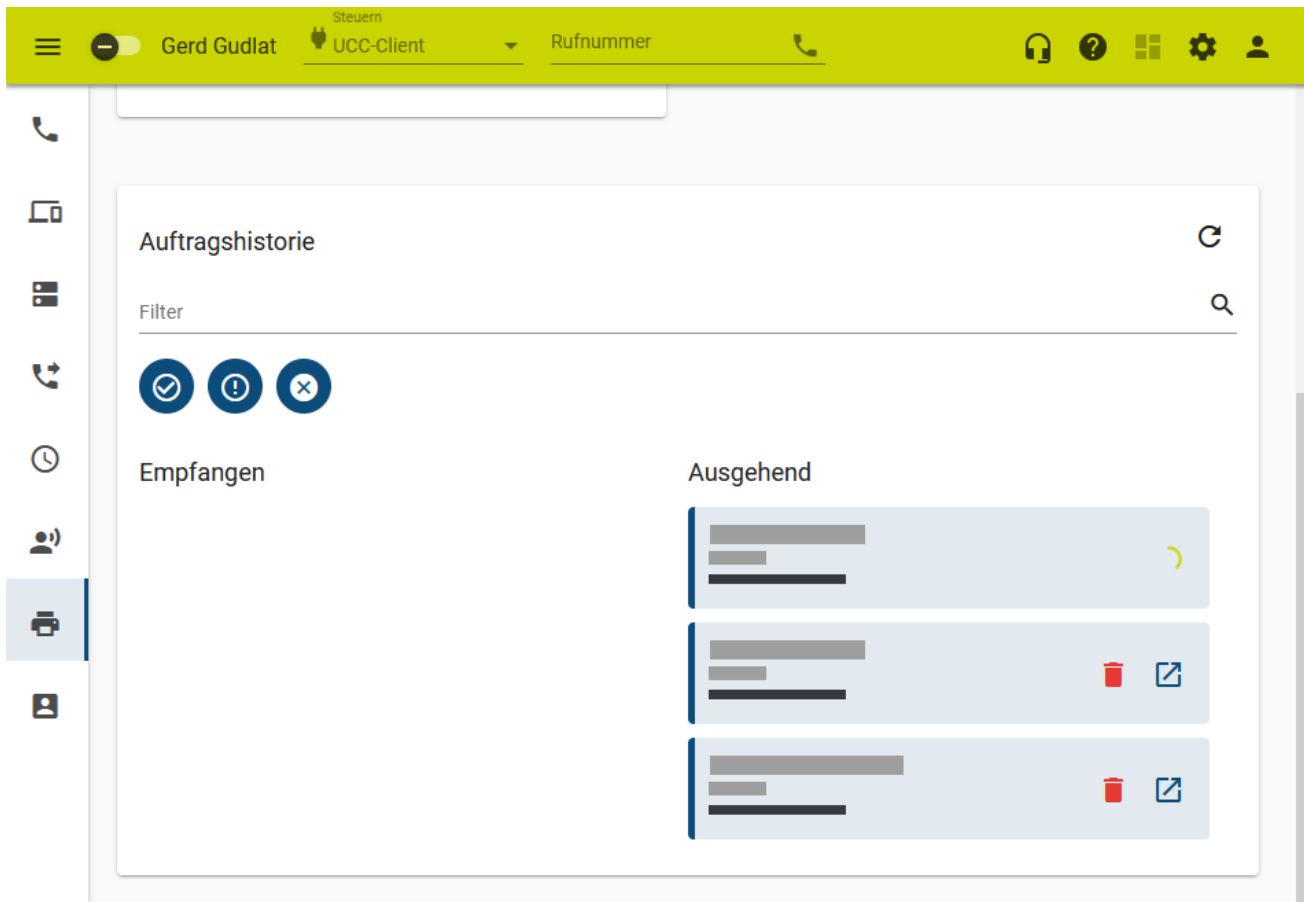 Steuern
Gerd Gudlat
UCC-Client
Rufnummer
Auftragshistorie
Filter
Empfangen
Ausgehend